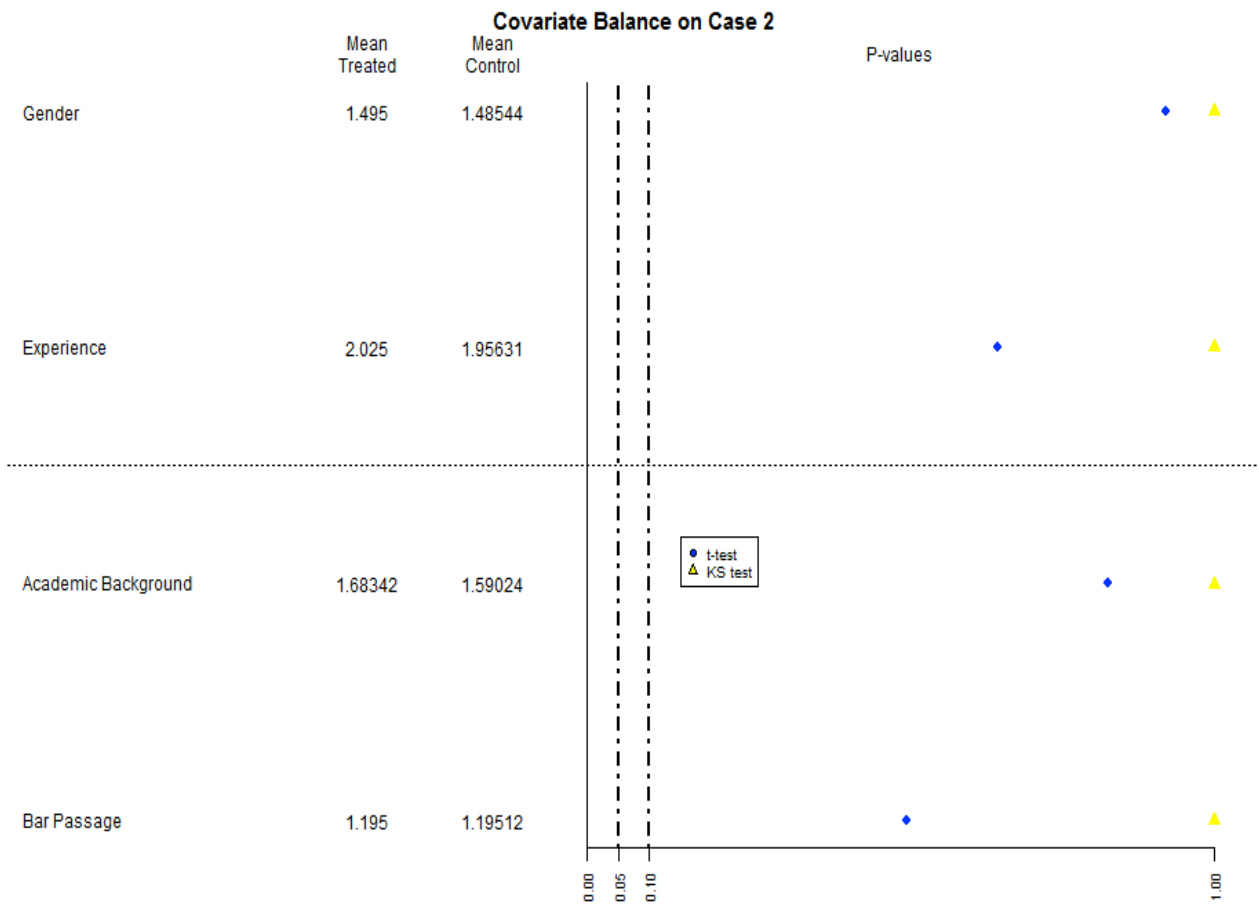 Covariate Balance on Case 2
Mean Treated
Mean Control
P-values
Gender 1.495 1.48544
Experience 2.025 1.95631
t-test
KS test
Academic Background 1.68342 1.59024
Bar Passage 1.195 1.19512
0.00 0.05 0.10 1.00